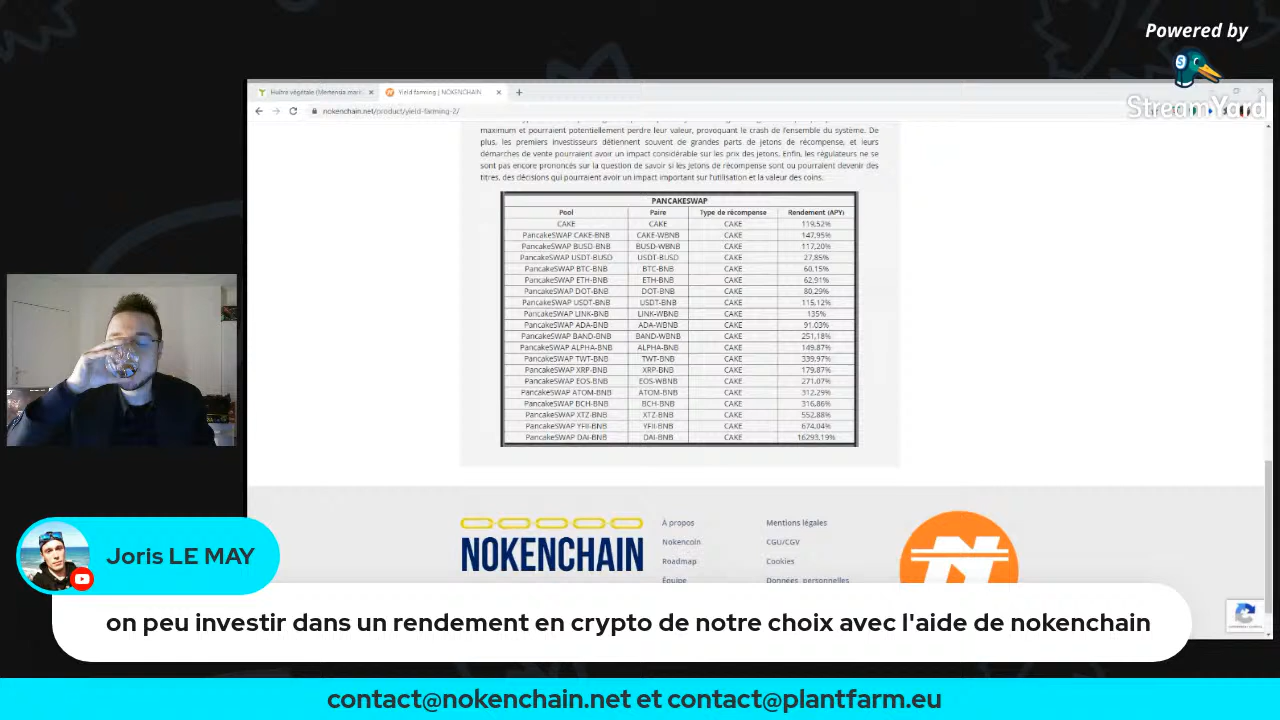 Powered by
StreamYard
Huître végétale (Mertensia mari
Yield farming | NOKENCHAIN
nokenchain.net/product/yield-farming-2/
maximum et pourraient potentiellement perdre leur valeur, provoquant le crash de l'ensemble du système. De
plus, les premiers investisseurs détiennent souvent de grandes parts de jetons de récompense, et leurs
démarches de vente pourraient avoir un impact considérable sur les prix des jetons. Enfin, les régulateurs ne se
sont pas encore prononcés sur la question de savoir si les jetons de récompense sont ou pourraient devenir des
titres, des décisions qui pourraient avoir un impact important sur l'utilisation et la valeur des coins.
PANCAKESWAP
Pool Paire Type de récompense Rendement (APY)
CAKE CAKE CAKE 119,52%
PancakeSWAP CAKE-BNB CAKE-WBNB CAKE 147,95%
PancakeSWAP BUSD-BNB BUSD-WBNB CAKE 117,20%
PancakeSWAP USDT-BUSD USDT-BUSD CAKE 27,85%
PancakeSWAP BTC-BNB BTC-BNB CAKE 60,15%
PancakeSWAP ETH-BNB ETH-BNB CAKE 62,91%
PancakeSWAP DOT-BNB DOT-BNB CAKE 80,29%
PancakeSWAP USDT-BNB USDT-BNB CAKE 115,12%
PancakeSWAP LINK-BNB LINK-WBNB CAKE 135%
PancakeSWAP ADA-BNB ADA-WBNB CAKE 91,03%
PancakeSWAP BAND-BNB BAND-WBNB CAKE 251,18%
PancakeSWAP ALPHA-BNB ALPHA-BNB CAKE 149,87%
PancakeSWAP TWT-BNB TWT-BNB CAKE 339,97%
PancakeSWAP XRP-BNB XRP-BNB CAKE 179,87%
PancakeSWAP EOS-BNB EOS-WBNB CAKE 271,07%
PancakeSWAP ATOM-BNB ATOM-BNB CAKE 312,29%
PancakeSWAP BCH-BNB BCH-BNB CAKE 316,86%
PancakeSWAP XTZ-BNB XTZ-BNB CAKE 552,88%
PancakeSWAP YFII-BNB YFII-BNB CAKE 674,04%
PancakeSWAP DAI-BNB DAI-BNB CAKE 16293,19%
NOKENCHAIN
À propos
Nokencoin
Roadmap
Équipe
Mentions légales
CGU/CGV
Cookies
Données personnelles
Joris LE MAY
on peu investir dans un rendement en crypto de notre choix avec l'aide de nokenchain
contact@nokenchain.net et contact@plantfarm.eu